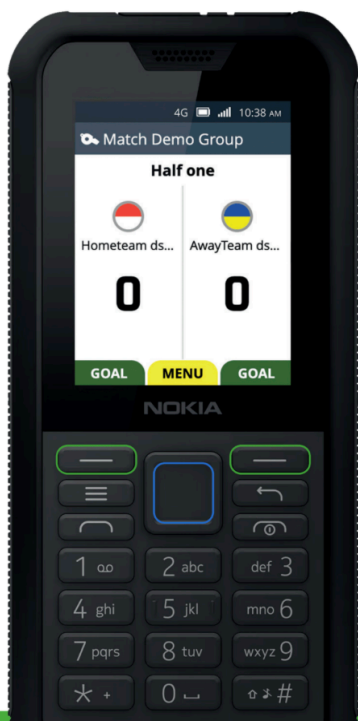 4G 10:38 AM
Match Demo Group
Half one
Hometeam ds... AwayTeam ds...
0 0
GOAL MENU GOAL
NOKIA
1 2 abc def 3
4 ghi 5 jkl mno 6
7 pqrs 8 tuv wxyz 9
* + 0 #